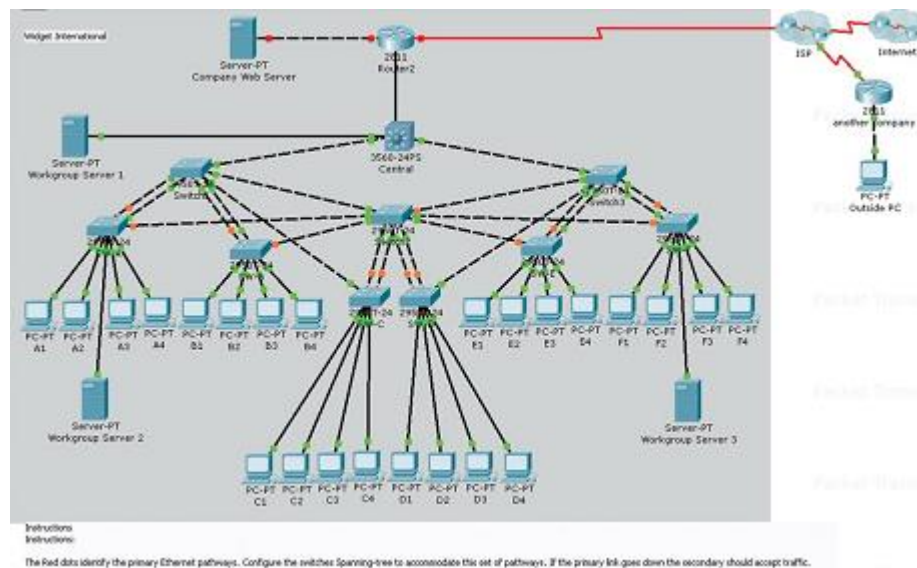 Widget International
Server-PT
Company Web Server
2811
Router2
ISP
Internet
2811
another company
PC-PT
Outside PC
Server-PT
Workgroup Server 1
3560-24PS
Central
Switch3
PC-PT
A1
PC-PT
A2
PC-PT
A3
PC-PT
A4
PC-PT
B1
PC-PT
B2
PC-PT
B3
PC-PT
B4
PC-PT
E1
PC-PT
E2
PC-PT
E3
PC-PT
PC-PT
F1
PC-PT
F2
PC-PT
F3
PC-PT
F4
Server-PT
Workgroup Server 2
Server-PT
Workgroup Server 3
PC-PT
C1
PC-PT
C2
PC-PT
C3
PC-PT
PC-PT
D1
PC-PT
D2
PC-PT
D3
PC-PT
D4
Instructions
Instructions:
The Red dots identify the primary Ethernet pathways. Configure the switches Spanning-tree to accomodate this set of pathways. If the primary link goes down the secondary should accept traffic.